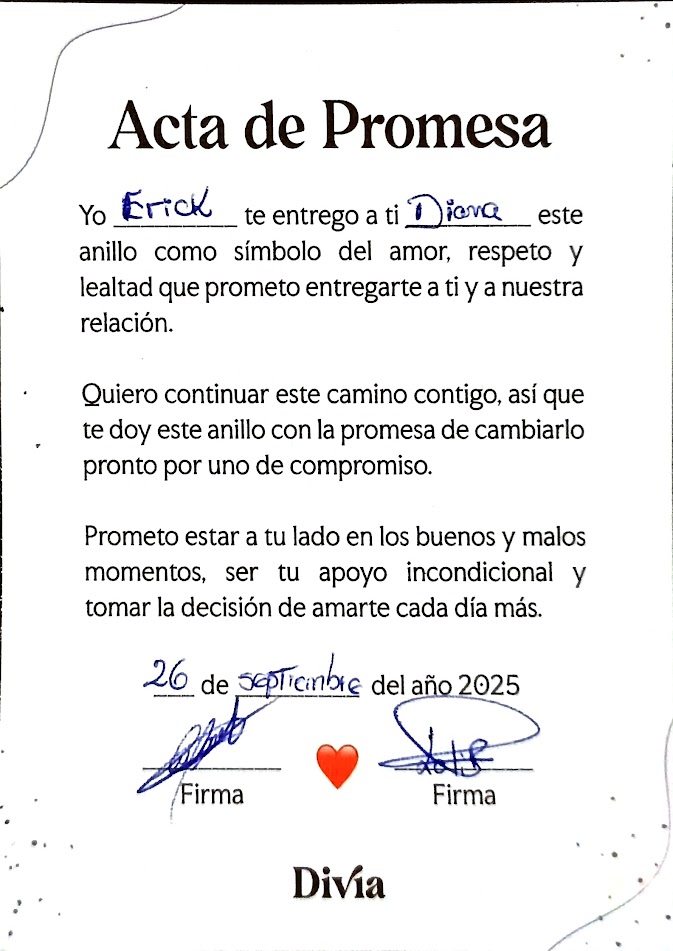 Acta de Promesa
Yo Erick te entrego a ti Diana este
anillo como símbolo del amor, respeto y
lealtad que prometo entregarte a ti y a nuestra
relación.
Quiero continuar este camino contigo, así que
te doy este anillo con la promesa de cambiarlo
pronto por uno de compromiso.
Prometo estar a tu lado en los buenos y malos
momentos, ser tu apoyo incondicional y
tomar la decisión de amarte cada día más.
26 de septiembre del año 2025
Firma Firma
Divía